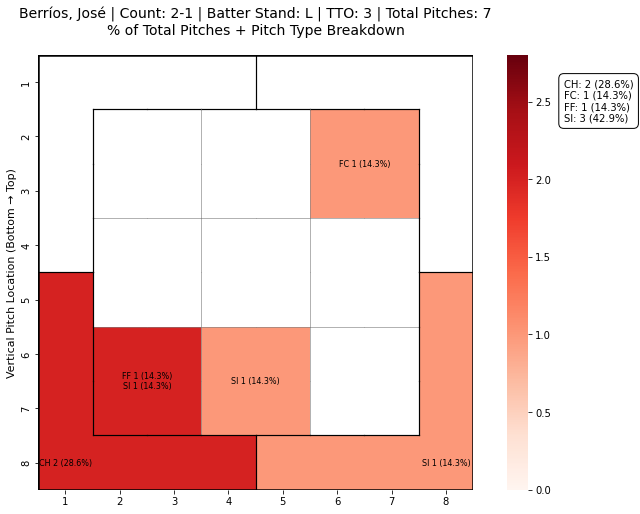 Berríos, José | Count: 2-1 | Batter Stand: L | TTO: 3 | Total Pitches: 7
% of Total Pitches + Pitch Type Breakdown
Vertical Pitch Location (Bottom → Top)
1
2
3
4
5
6
7
8
FC 1 (14.3%)
FF 1 (14.3%)
SI 1 (14.3%)
SI 1 (14.3%)
CH 2 (28.6%)
SI 1 (14.3%)
1
2
3
4
5
6
7
8
2.5
2.0
1.5
1.0
0.5
0.0
CH: 2 (28.6%)
FC: 1 (14.3%)
FF: 1 (14.3%)
SI: 3 (42.9%)